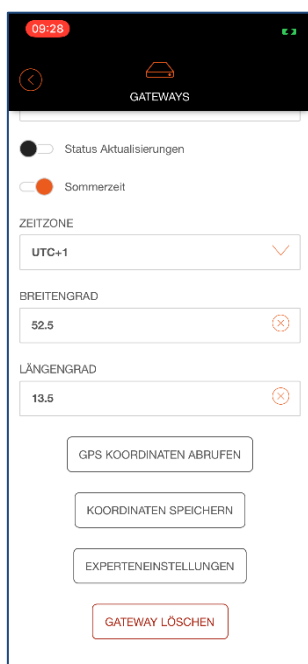 09:28
GATEWAYS
Status Aktualisierungen
Sommerzeit
ZEITZONE
UTC+1
BREITENGRAD
52.5
LÄNGENGRAD
13.5
GPS KOORDINATEN ABRUFEN
KOORDINATEN SPEICHERN
EXPERTENEINSTELLUNGEN
GATEWAY LÖSCHEN